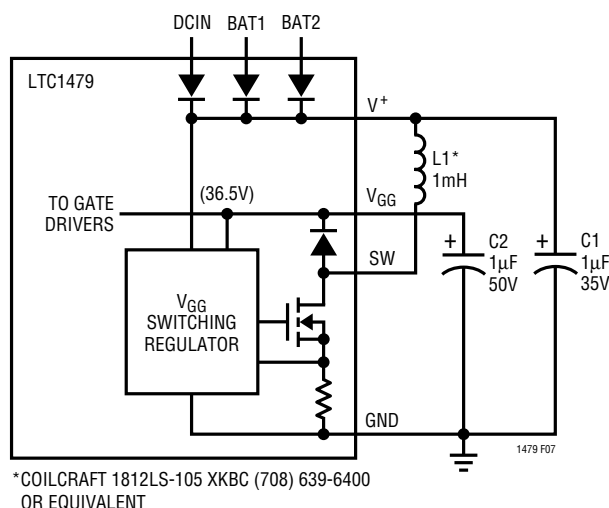 DCIN BAT1 BAT2
LTC1479
V+
L1*
1mH
(36.5V)
VGG
TO GATE
DRIVERS
SW
+ C2
1µF
50V
+ C1
1µF
35V
VGG
SWITCHING
REGULATOR
GND
1479 F07
*COILCRAFT 1812LS-105 XKBC (708) 639-6400
OR EQUIVALENT